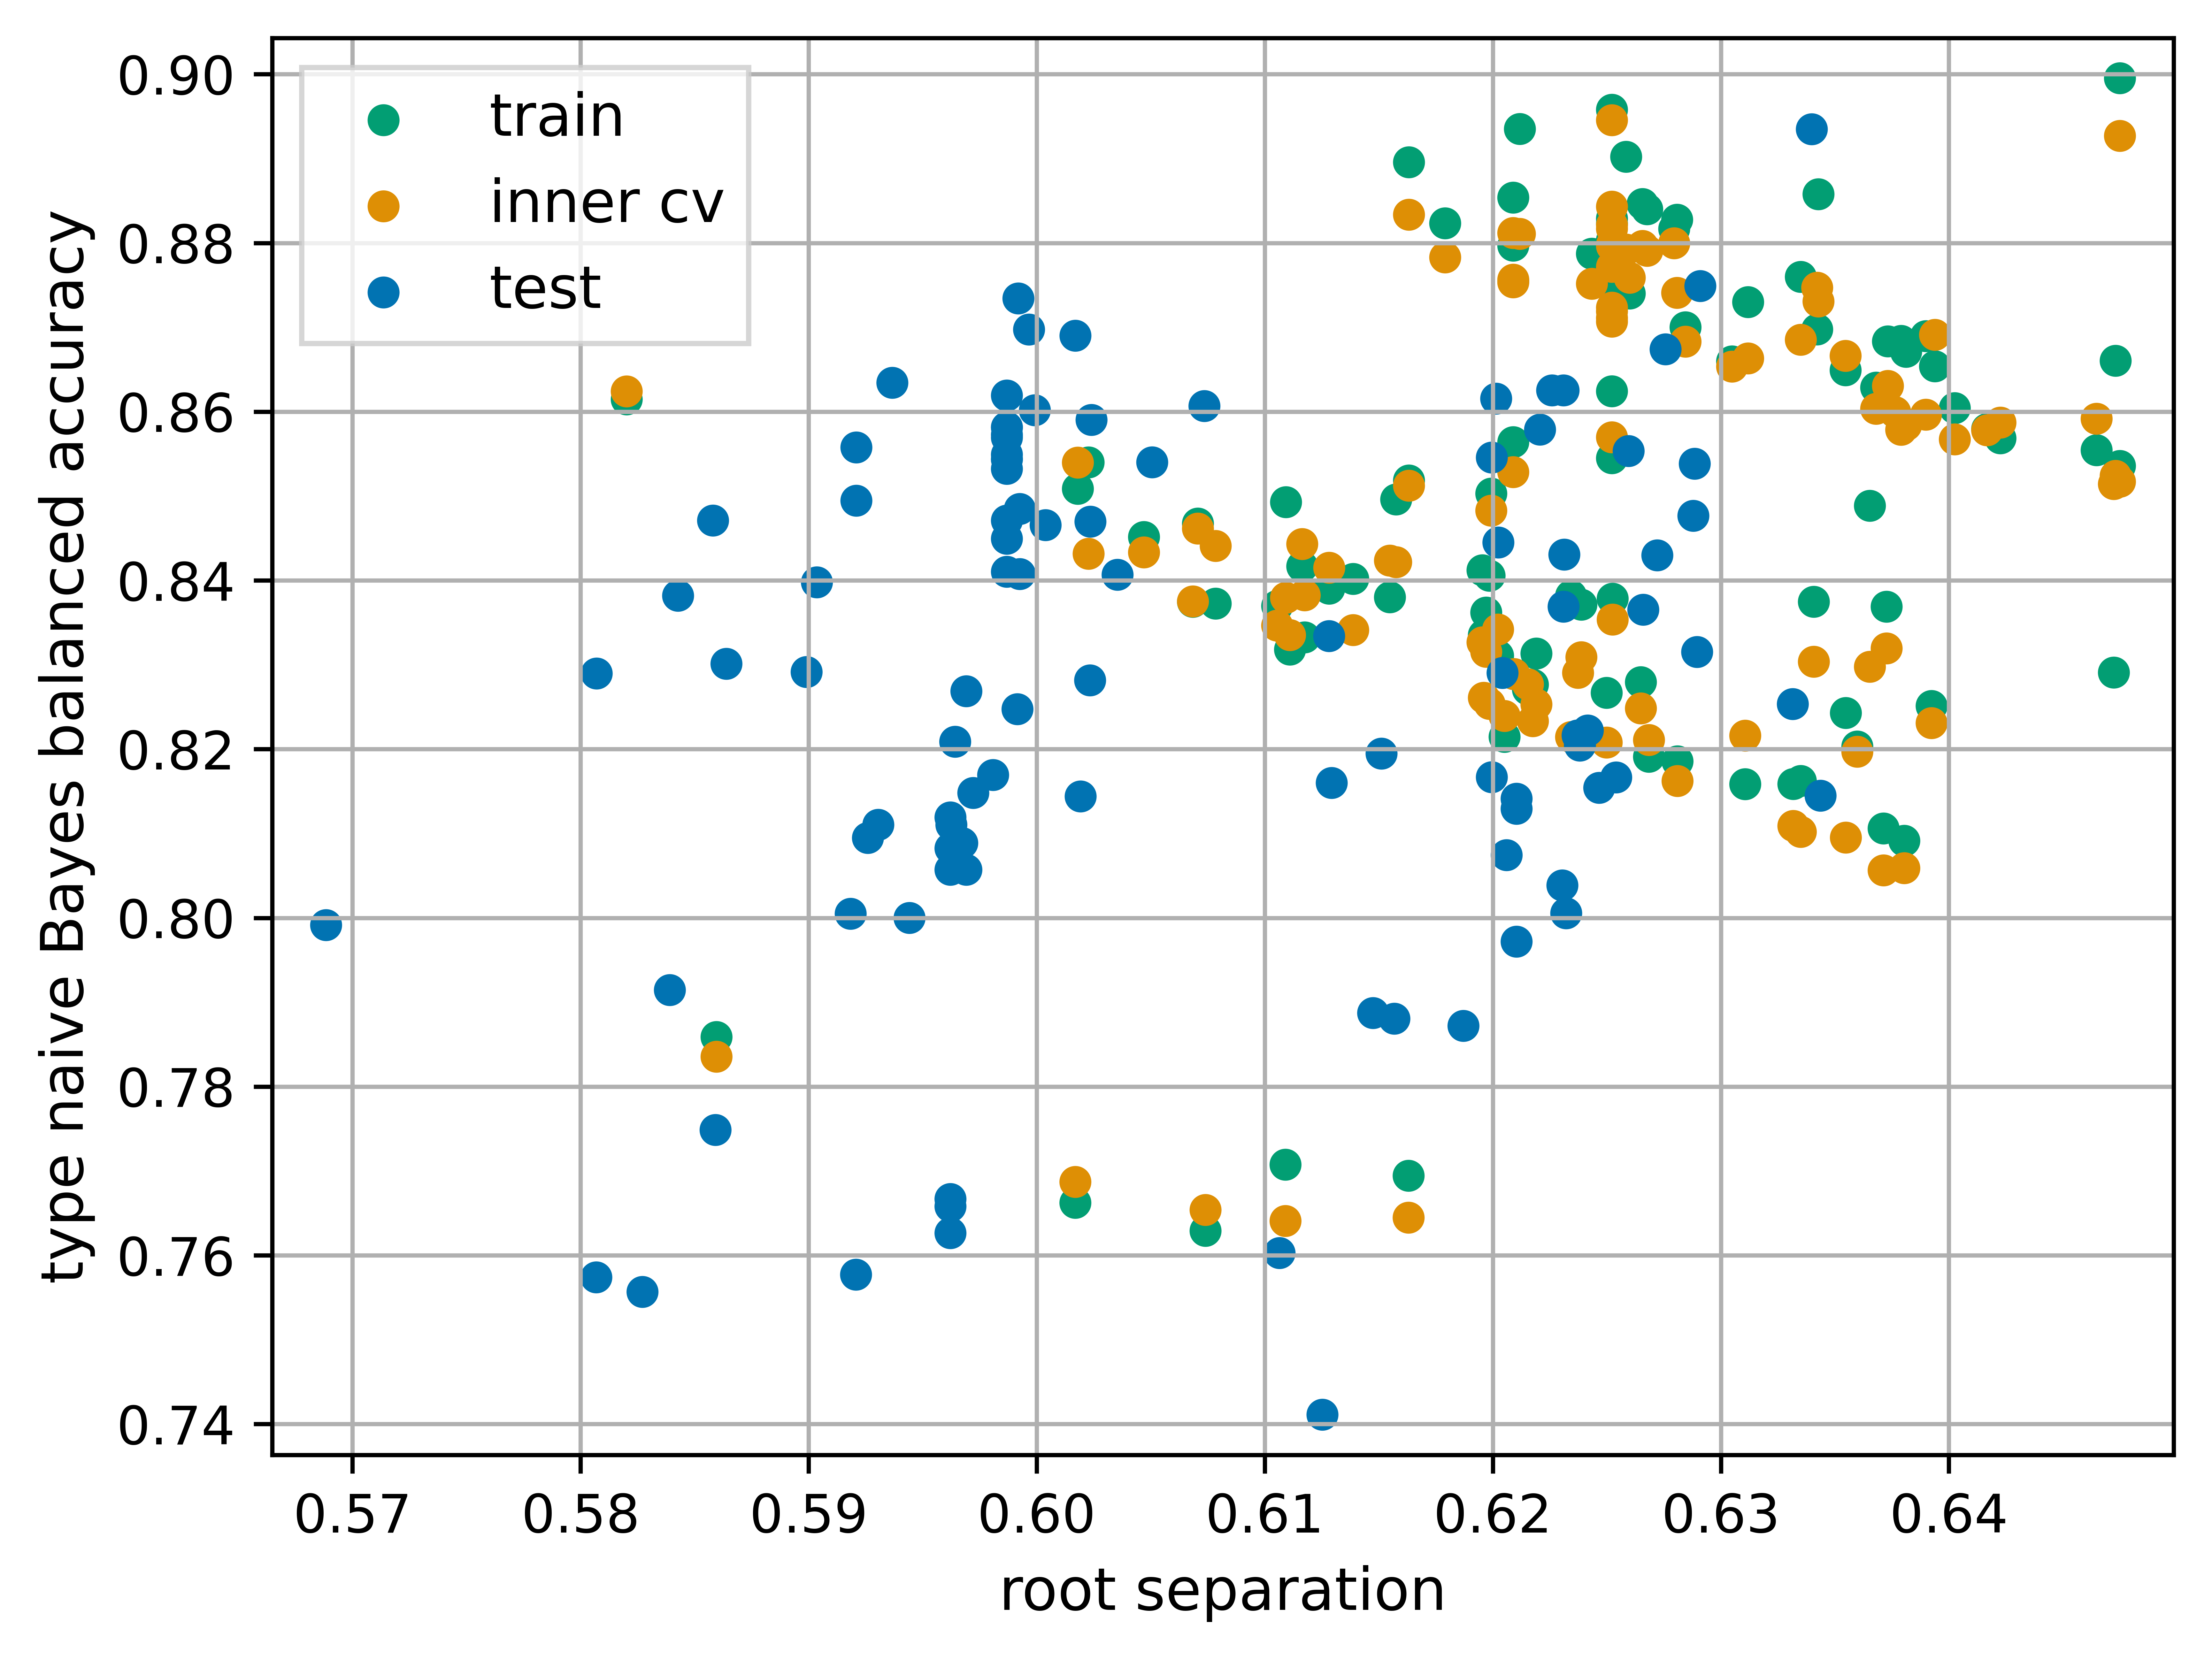 type naive Bayes balanced accuracy
0.90
0.88
0.86
0.84
0.82
0.80
0.78
0.76
0.74
train
inner cv
test
0.57 0.58 0.59 0.60 0.61 0.62 0.63 0.64
root separation